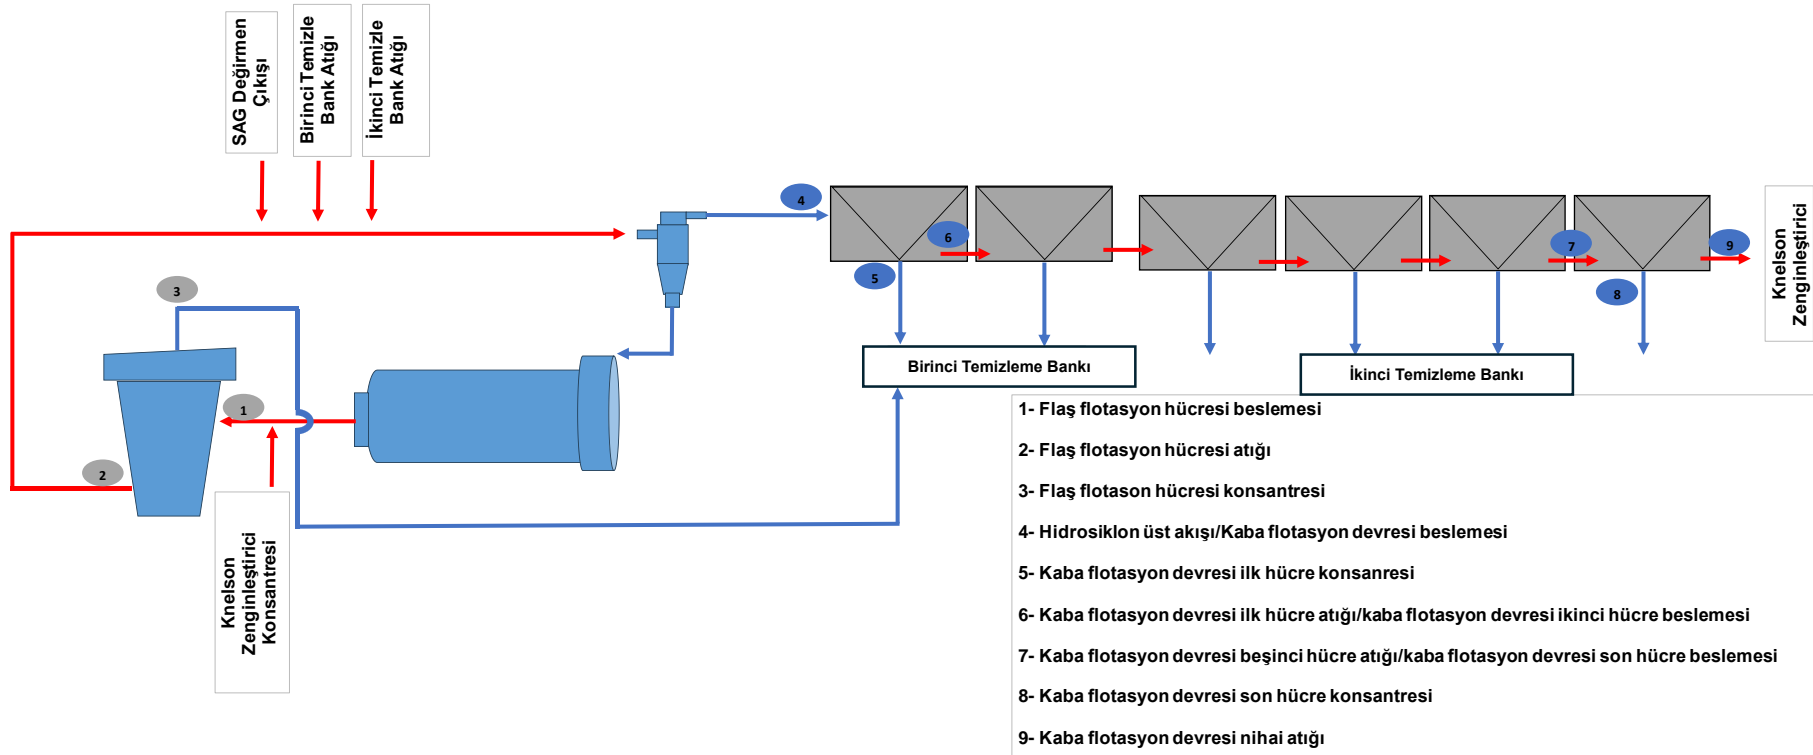 SAG Değirmen
Çıkışı
Birinci Temizle
Bank Atığı
İkinci Temizle
Bank Atığı
4
6
7
9
5
8
Knelson
Zenginleştirici
3
1
2
Birinci Temizleme Bankı
İkinci Temizleme Bankı
Knelson
Zenginleştirici
Konsantresi
1- Flaş flotasyon hücresi beslemesi
2- Flaş flotasyon hücresi atığı
3- Flaş flotason hücresi konsantresi
4- Hidrosiklon üst akışı/Kaba flotasyon devresi beslemesi
5- Kaba flotasyon devresi ilk hücre konsanresi
6- Kaba flotasyon devresi ilk hücre atığı/kaba flotasyon devresi ikinci hücre beslemesi
7- Kaba flotasyon devresi beşinci hücre atığı/kaba flotasyon devresi son hücre beslemesi
8- Kaba flotasyon devresi son hücre konsantresi
9- Kaba flotasyon devresi nihai atığı